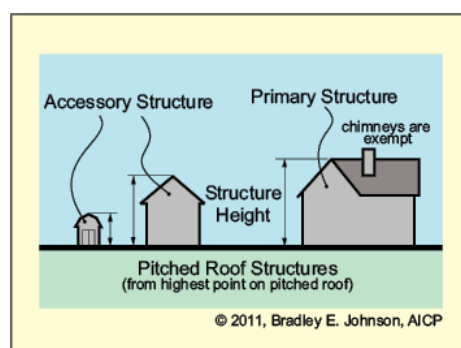 Accessory Structure
Primary Structure
chimneys are
exempt
Structure
Height
Pitched Roof Structures
(from highest point on pitched roof)
© 2011, Bradley E. Johnson, AICP